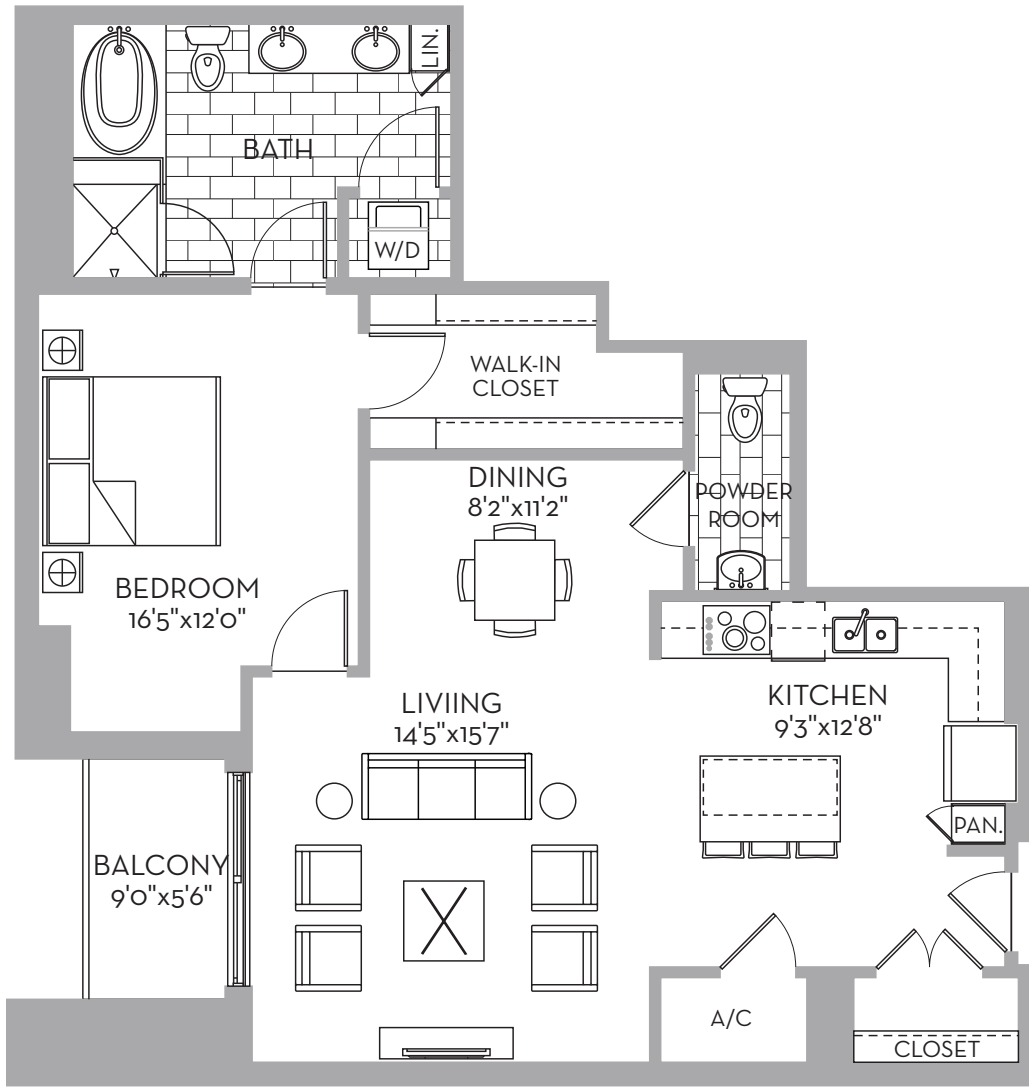 LIN.
BATH
W/D
WALK-IN
CLOSET
DINING
8'2"x11'2"
POWDER
ROOM
BEDROOM
16'5"x12'0"
LIVIING
14'5"x15'7"
KITCHEN
9'3"x12'8"
PAN.
BALCONY
9'0"x5'6"
A/C
CLOSET